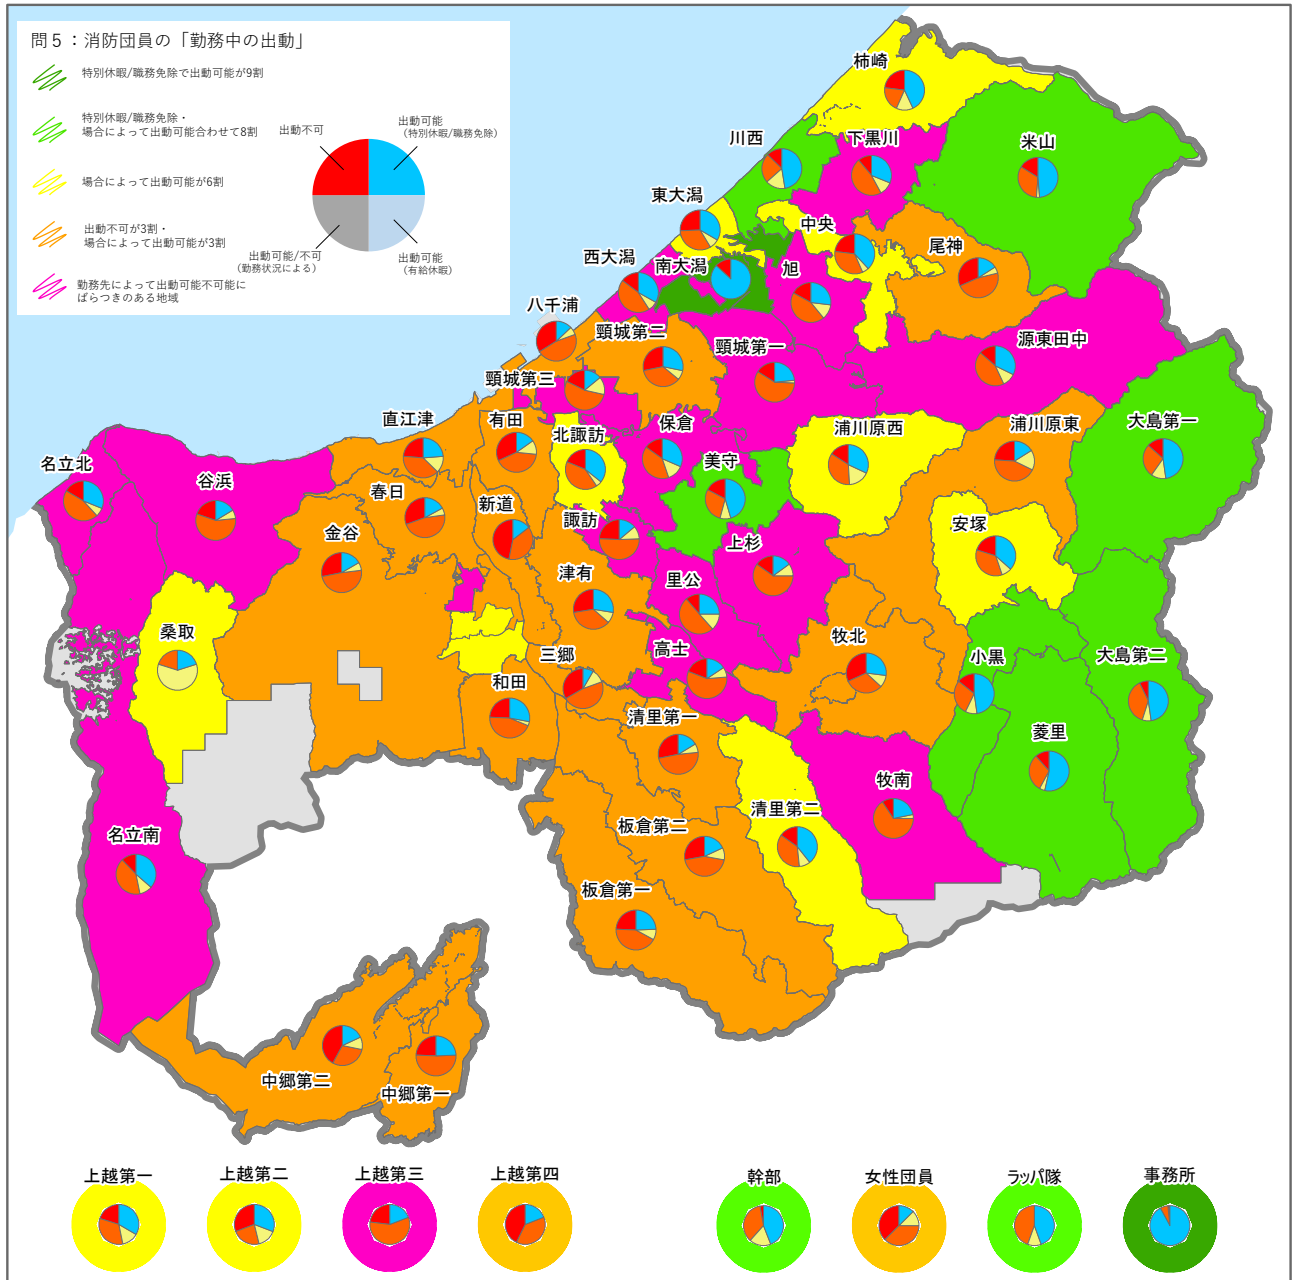 問5：消防団員の「勤務中の出動」
特別休暇/職務免除で出動可能が9割
特別休暇/職務免除・
場合によって出動可能合わせて8割
場合によって出動可能が6割
出動不可が3割・
場合によって出動可能が3割
勤務先によって出動可能不可能に
ばらつきのある地域
出動不可
出動可能
（特別休暇/職務免除）
出動可能/不可
（勤務状況による）
出動可能
（有給休暇）
柿崎
川西
下黒川
米山
東大潟
中央
尾神
西大潟
南大潟
旭
八千浦
頸城第二
頸城第一
源東田中
頸城第三
直江津
有田
北諏訪
保倉
浦川原西
浦川原東
大島第一
名立北
谷浜
春日
新道
美守
金谷
諏訪
上杉
安塚
津有
里公
桑取
三郷
高士
牧北
小黒
大島第二
和田
清里第一
菱里
牧南
名立南
板倉第二
清里第二
板倉第一
中郷第二
中郷第一
上越第一
上越第二
上越第三
上越第四
幹部
女性団員
ラッパ隊
事務所